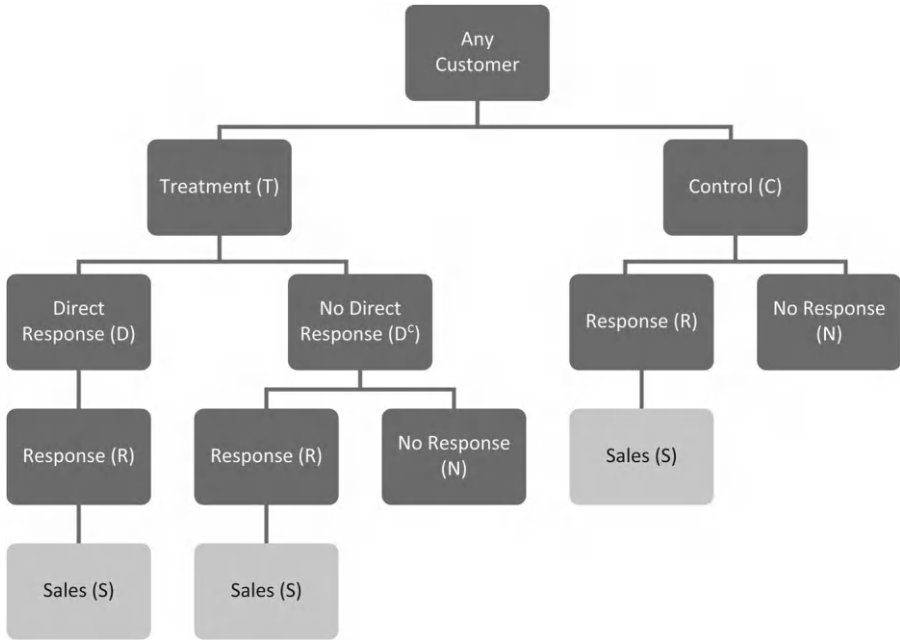 Any
Customer
Treatment (T)
Control (C)
Direct
Response (D)
No Direct
Response (Dᶜ)
Response (R)
No Response
(N)
Response (R)
Response (R)
No Response
(N)
Sales (S)
Sales (S)
Sales (S)